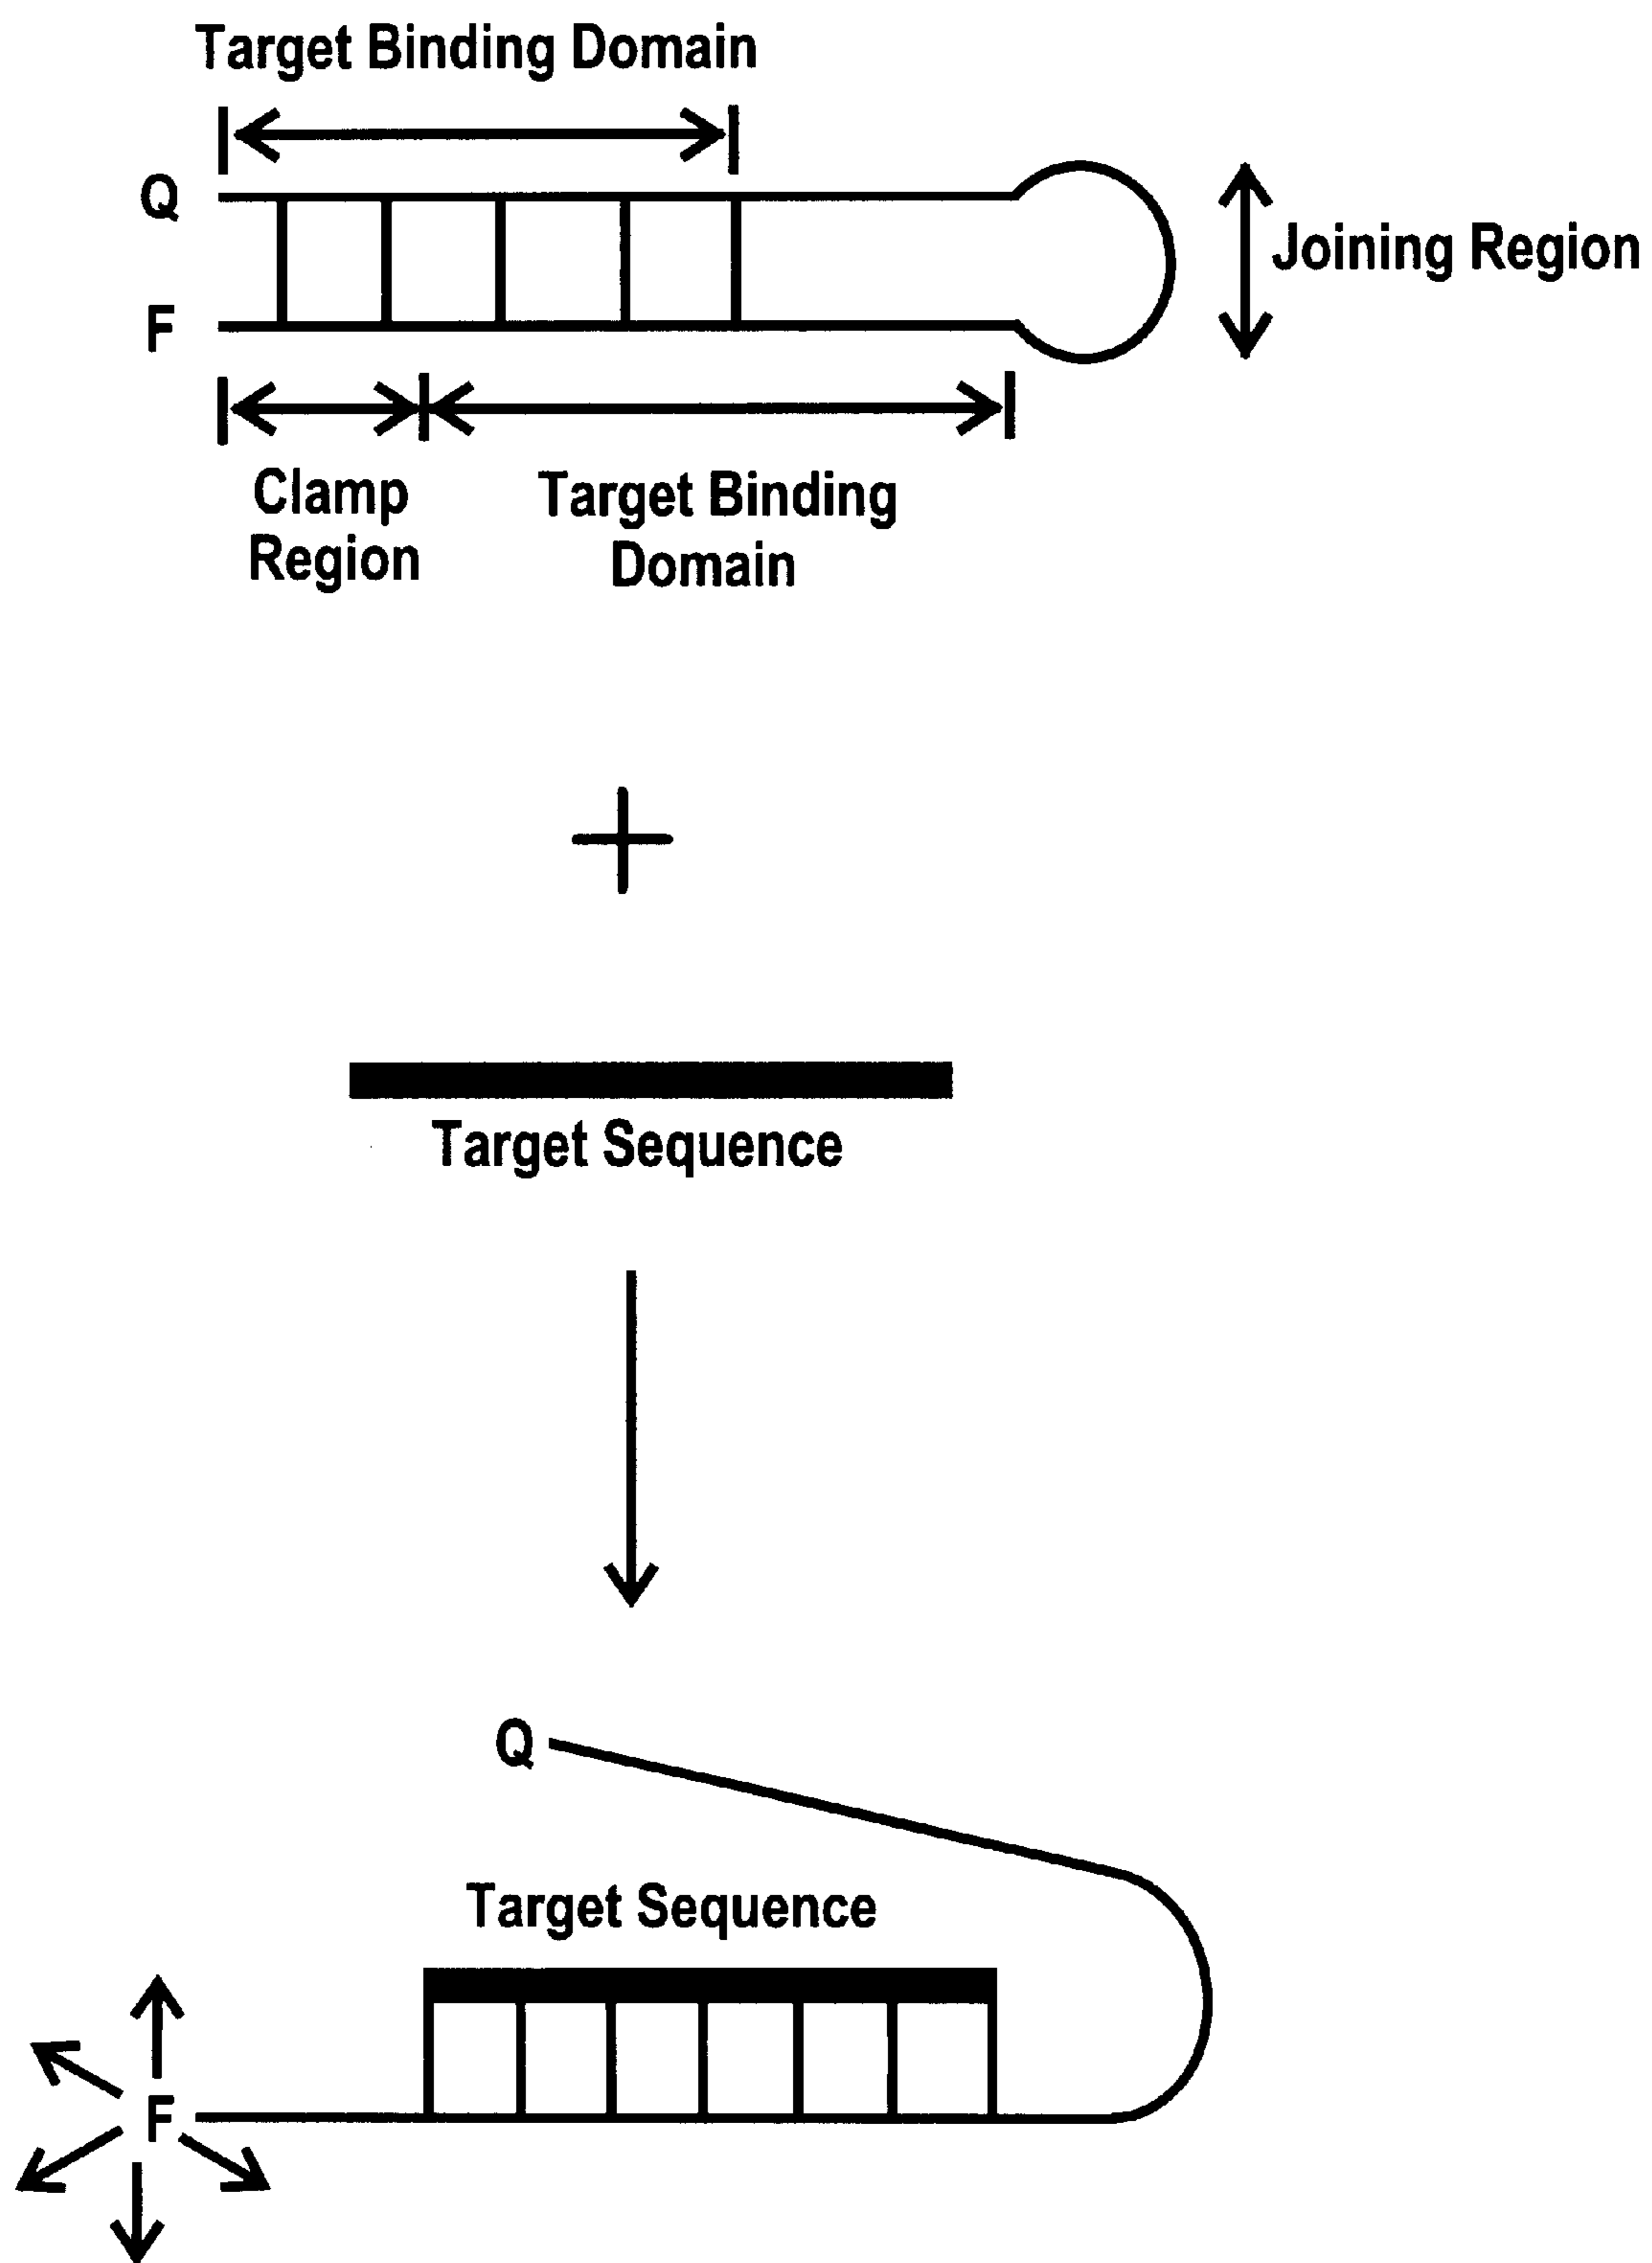 Target Binding Domain
Q
Joining Region
F
Clamp
Region
Target Binding
Domain
+
Target Sequence
Q
Target Sequence
F